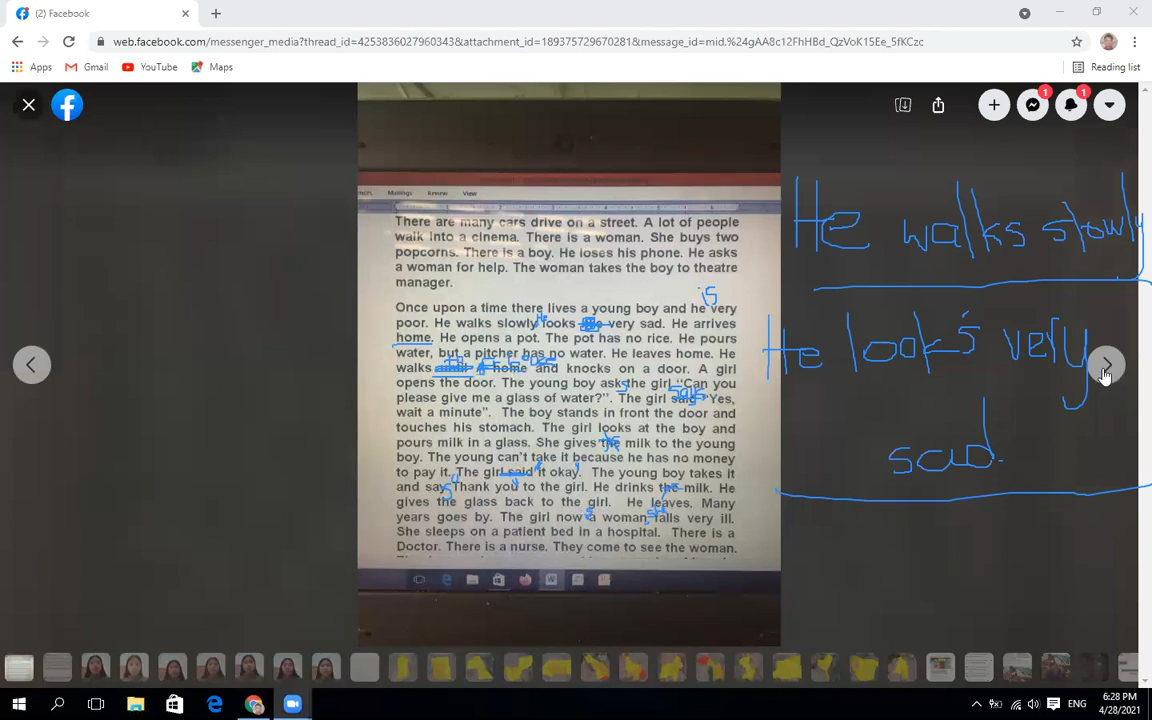 (2) Facebook
web.facebook.com/messenger_media?thread_id=4253836027960343&attachment_id=189375729670281&message_id=mid.%24gAA8c12FhHBd_QzVoK15Ee_5fKCzc
Apps Gmail YouTube Maps Reading list
1 1
Mailings Review View
There are many cars drive on a street. A lot of people
walk into a cinema. There is a woman. She buys two
popcorns. There is a boy. He loses his phone. He asks
a woman for help. The woman takes the boy to theatre
manager.
is
Once upon a time there lives a young boy and he very
poor. He walks slowly He looks very sad. He arrives
home. He opens a pot. The pot has no rice. He pours
water, but a pitcher has no water. He leaves home. He
walks home and knocks on a door. A girl
opens the door. The young boy ask the girl "Can you
s says
please give me a glass of water?". The girl said "Yes,
wait a minute". The boy stands in front the door and
touches his stomach. The girl looks at the boy and
pours milk in a glass. She gives the milk to the young
boy. The young can't take it because he has no money
to pay it. The girl said it okay. The young boy takes it
and say Thank you to the girl. He drinks the milk. He
s
gives the glass back to the girl. He leaves. Many
years goes by. The girl now a woman falls very ill.
s she
She sleeps on a patient bed in a hospital. There is a
Doctor. There is a nurse. They come to see the woman.
He walks slowly
He look's very
sad.
6:28 PM
ENG
4/28/2021